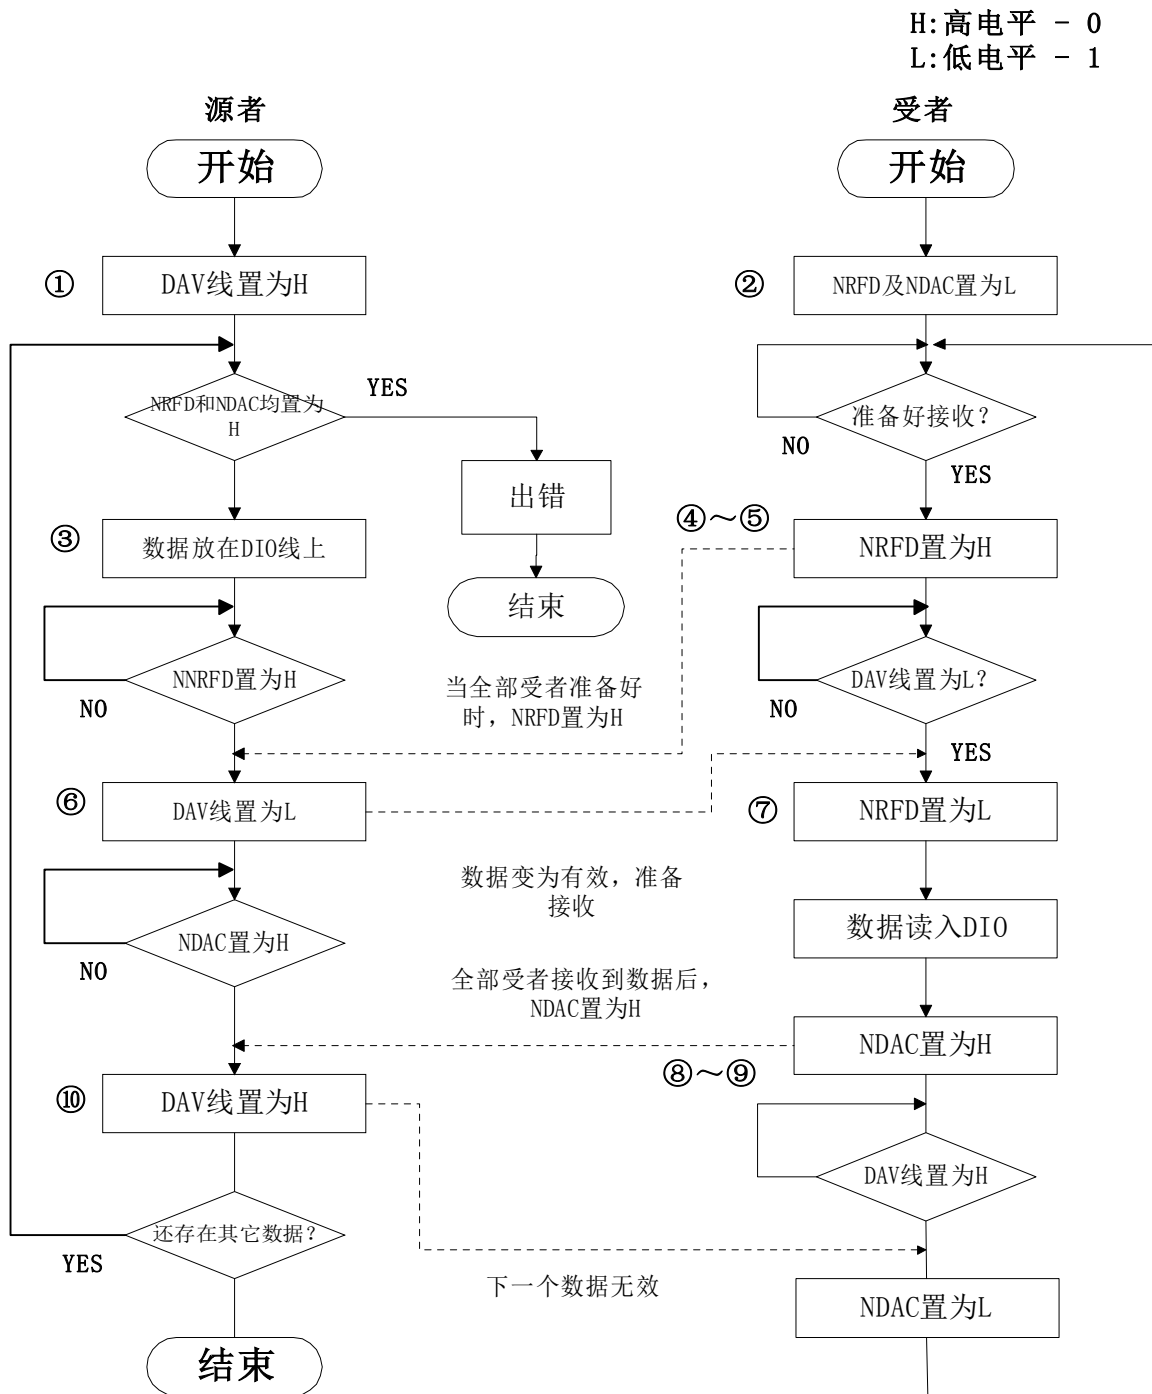 H:高电平 - 0
L:低电平 - 1
源者
受者
开始
开始
①
DAV线置为H
②
NRFD及NDAC置为L
NRFD和NDAC均置为
H
YES
准备好接收?
NO
YES
出错
③
数据放在DIO线上
④~⑤
NRFD置为H
结束
NNRFD置为H
NO
当全部受者准备好
时，NRFD置为H
DAV线置为L?
NO
YES
⑥
DAV线置为L
⑦
NRFD置为L
数据变为有效，准备
接收
数据读入DIO
NDAC置为H
NO
全部受者接收到数据后，
NDAC置为H
NDAC置为H
⑧~⑨
⑩
DAV线置为H
DAV线置为H
还存在其它数据?
YES
下一个数据无效
NDAC置为L
结束